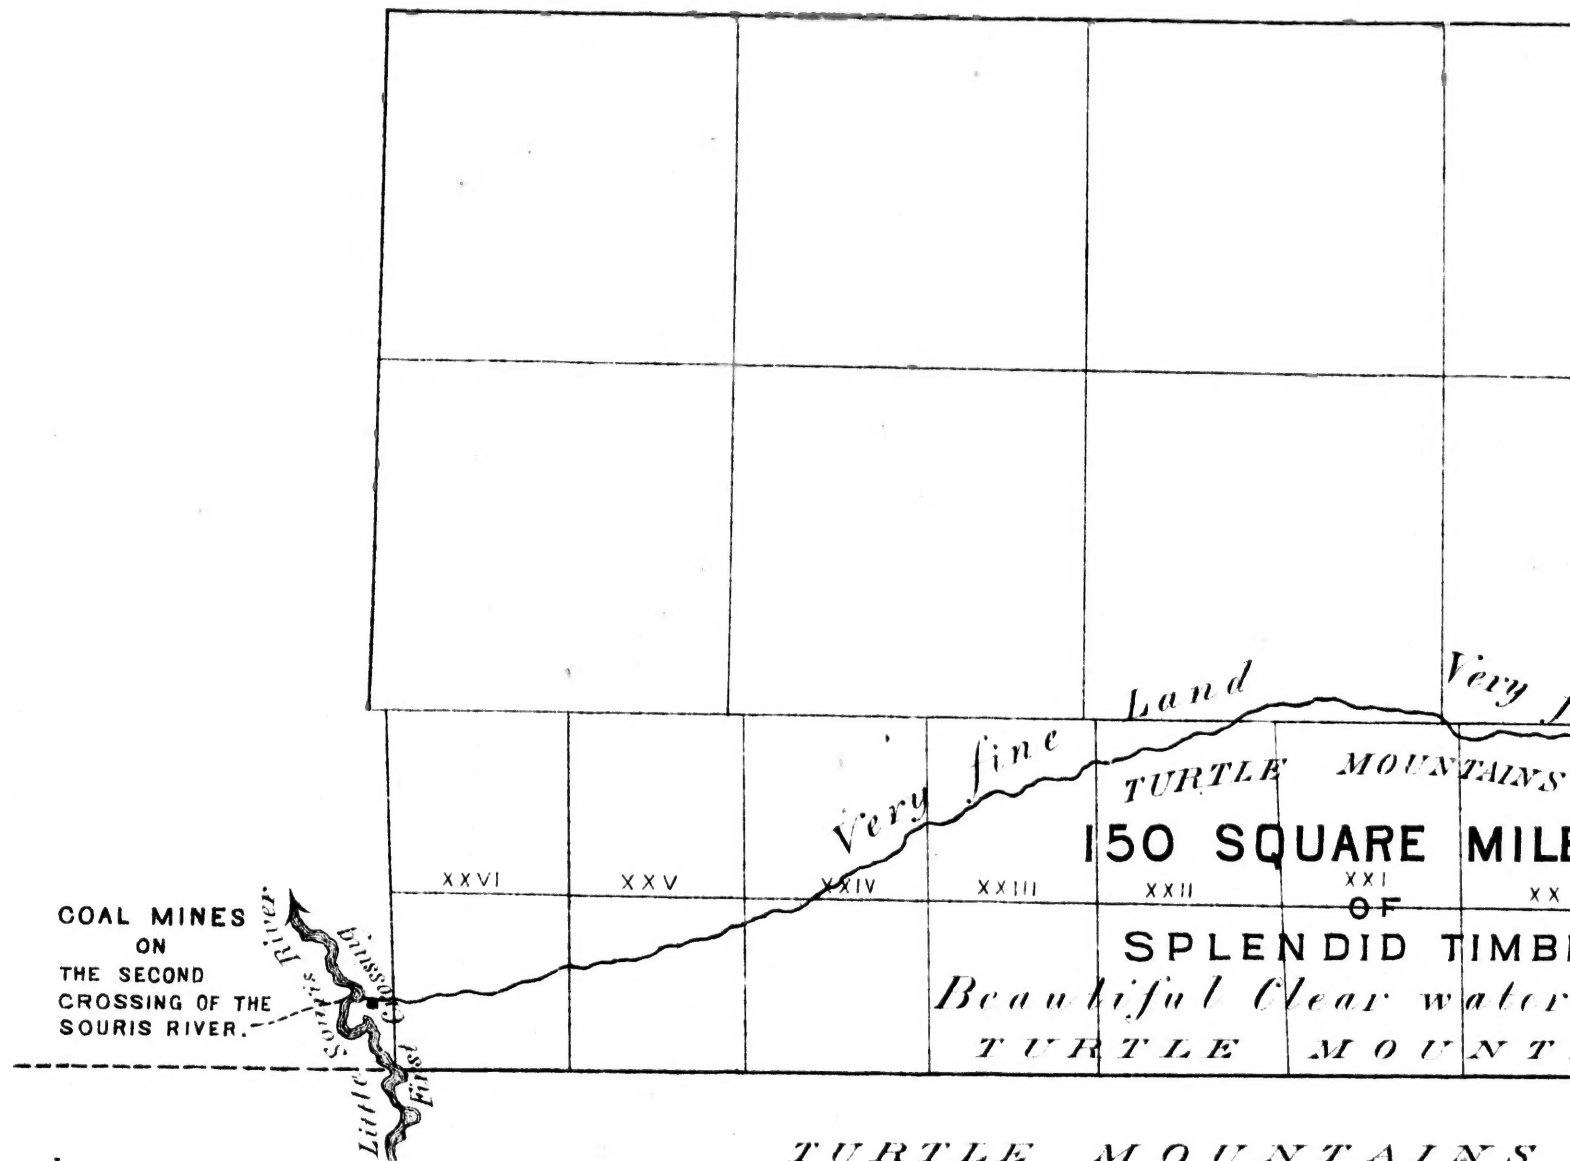 Very fine Land
Very
TURTLE MOUNTAINS
150 SQUARE MILE
XXVI XXV XXIV XXIII XXII XXI XX
OF
SPLENDID TIMB
Beautiful Clear water
TURTLE MOUNT
COAL MINES
ON
THE SECOND
CROSSING OF THE
SOURIS RIVER.
Little Souris River
First Crossing
TURTLE MOUNTAINS